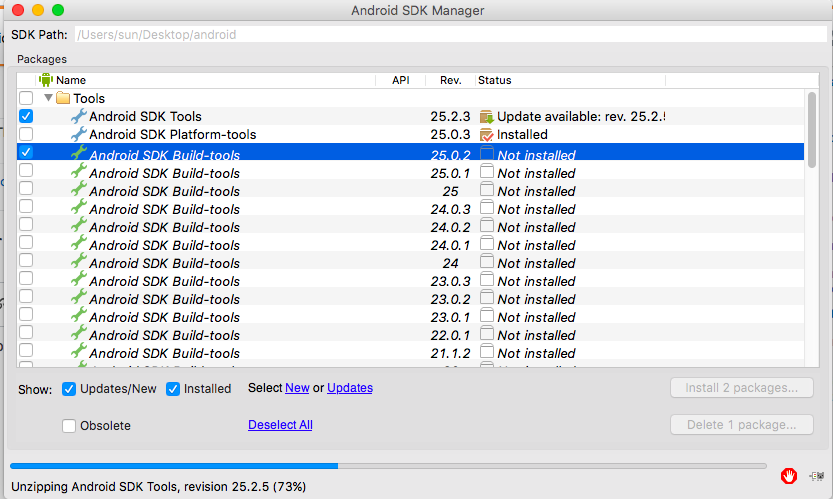 Android SDK Manager
SDK Path: /Users/sun/Desktop/android
Packages
Name API Rev. Status
Tools
Android SDK Tools 25.2.3 Update available: rev. 25.2.5
Android SDK Platform-tools 25.0.3 Installed
Android SDK Build-tools 25.0.2 Not installed
Android SDK Build-tools 25.0.1 Not installed
Android SDK Build-tools 25 Not installed
Android SDK Build-tools 24.0.3 Not installed
Android SDK Build-tools 24.0.2 Not installed
Android SDK Build-tools 24.0.1 Not installed
Android SDK Build-tools 24 Not installed
Android SDK Build-tools 23.0.3 Not installed
Android SDK Build-tools 23.0.2 Not installed
Android SDK Build-tools 23.0.1 Not installed
Android SDK Build-tools 22.0.1 Not installed
Android SDK Build-tools 21.1.2 Not installed
Show: Updates/New Installed Select New or Updates Install 2 packages...
Obsolete Deselect All Delete 1 package...
Unzipping Android SDK Tools, revision 25.2.5 (73%)